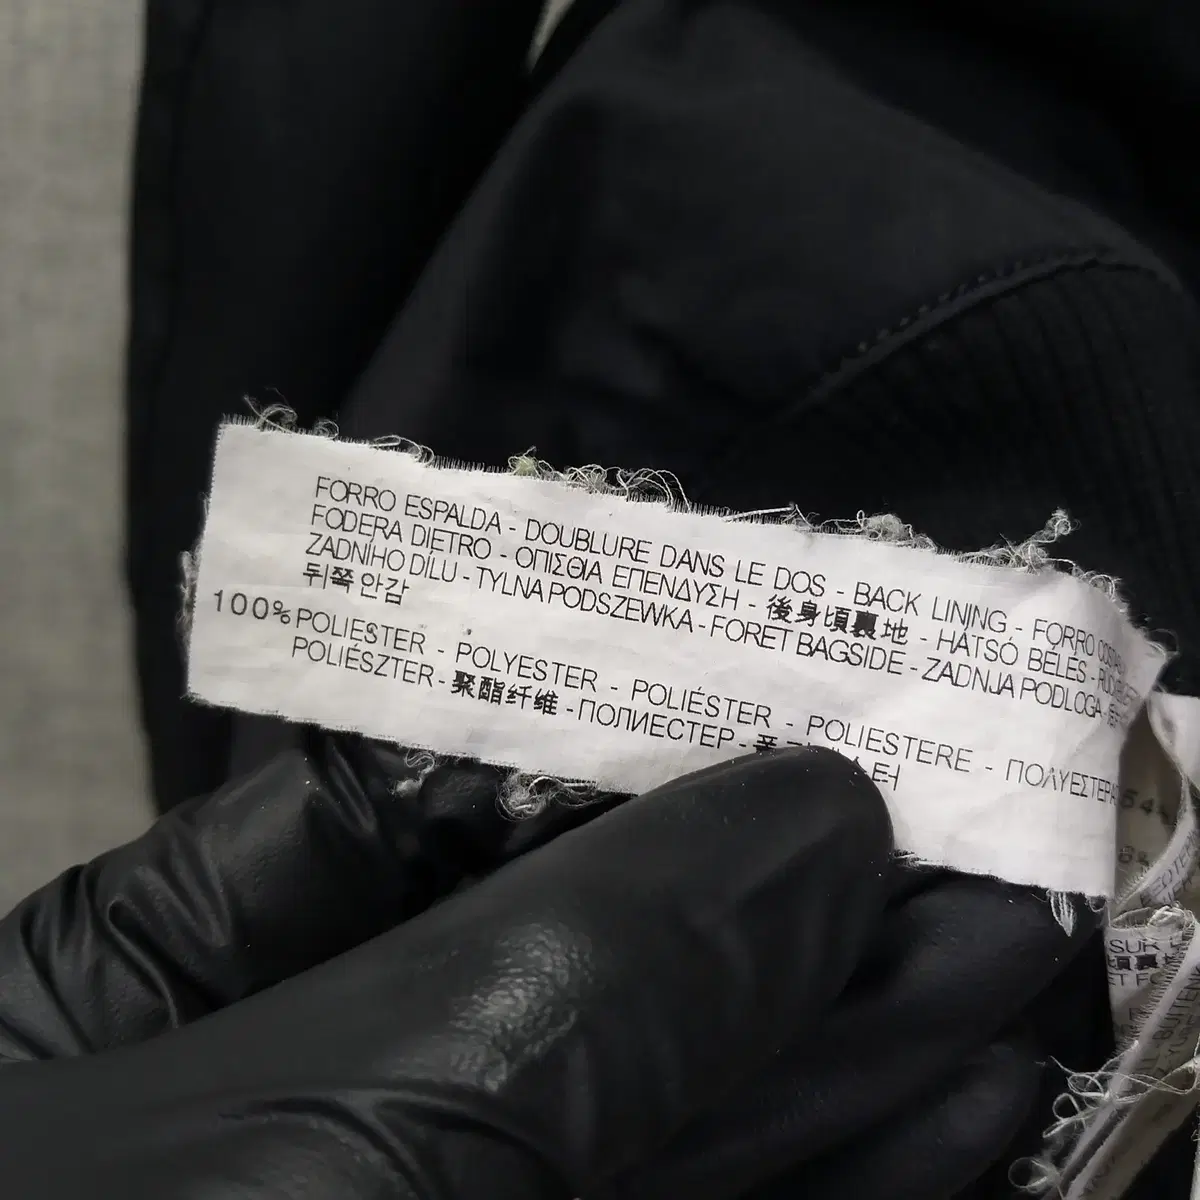 FORRO ESPALDA - DOUBLURE DANS LE DOS - BACK LINING - FORRO
FODERA DIETRO - ΟΠΙΣΘΙΑ ΕΠΕΝΔΥΣΗ - 後身頃裏地 - HÁTSÓ BÉLÉS -
ZADNÍHO DÍLU - TYLNA PODSZEWKA - FORET BAGSIDE - ZADNJA PODLOGA -
뒤쪽 안감
100% POLIESTER - POLYESTER - POLIÉSTER - POLIESTERE - ΠΟΛΥΕΣΤΕΡΑΣ
POLIÉSZTER - 聚酯纤维 - ПОЛИЕСТЕР -
SUR